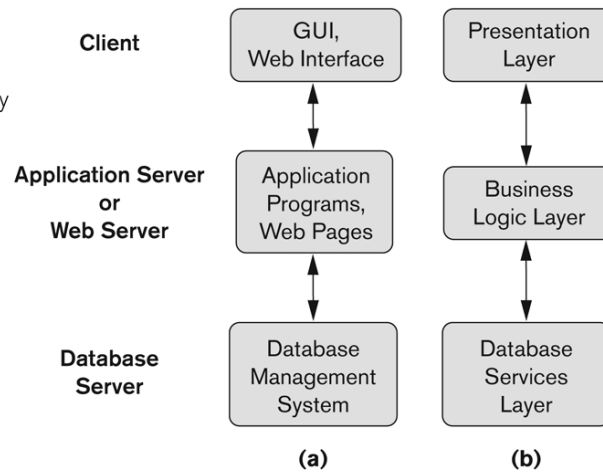 Client
GUI,
Web Interface
Presentation
Layer
y
Application Server
or
Web Server
Application
Programs,
Web Pages
Business
Logic Layer
Database
Server
Database
Management
System
Database
Services
Layer
(a)
(b)